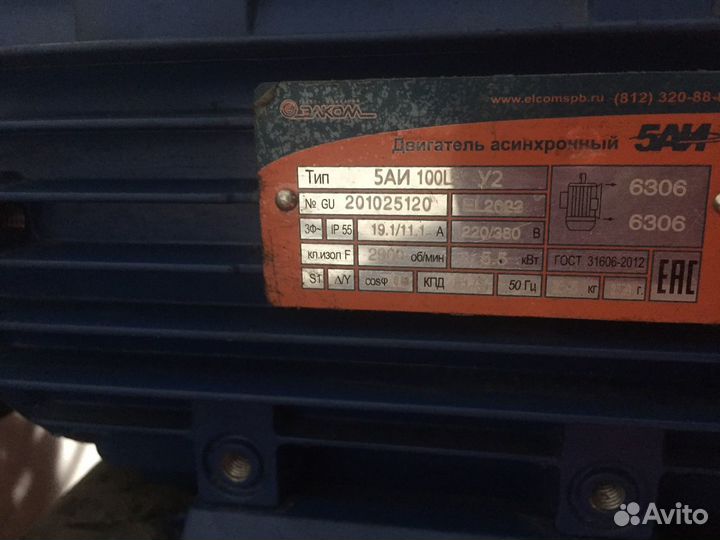 ЭЛКОМ
www.elcomspb.ru (812) 320-88-
Двигатель асинхронный 5АИ
Тип 5АИ 100L У2
№ GU 201025120
6306
6306
3Ф~ IP 55 19.1/11.1 А 220/380 В
кл.изол F об/мин кВт ГОСТ 31606-2012
S1 Δ/Y cosφ КПД 50 Гц кг г. ЕАС
Avito